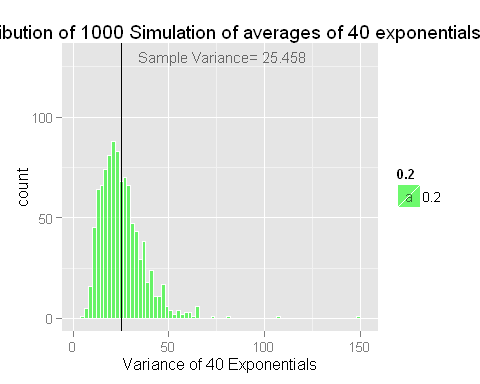 ibution of 1000 Simulation of averages of 40 exponentials
Sample Variance= 25.458
100
50
0
count
0 50 100 150
Variance of 40 Exponentials
0.2
a 0.2